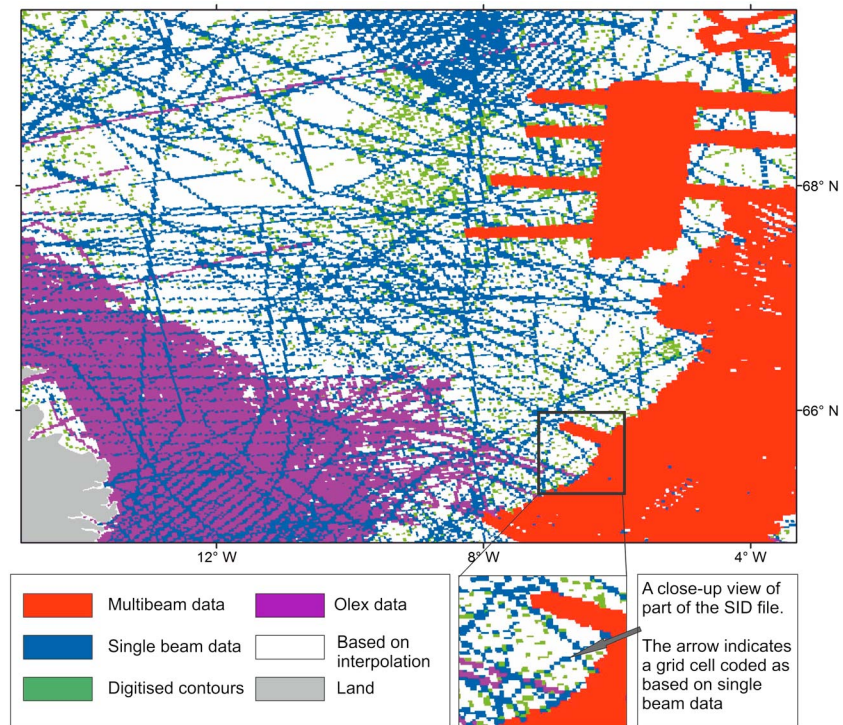 68° N
66° N
12° W
8° W
4° W
Multibeam data
Olex data
Single beam data
Based on
interpolation
Digitised contours
Land
A close-up view of
part of the SID file.
The arrow indicates
a grid cell coded as
based on single
beam data